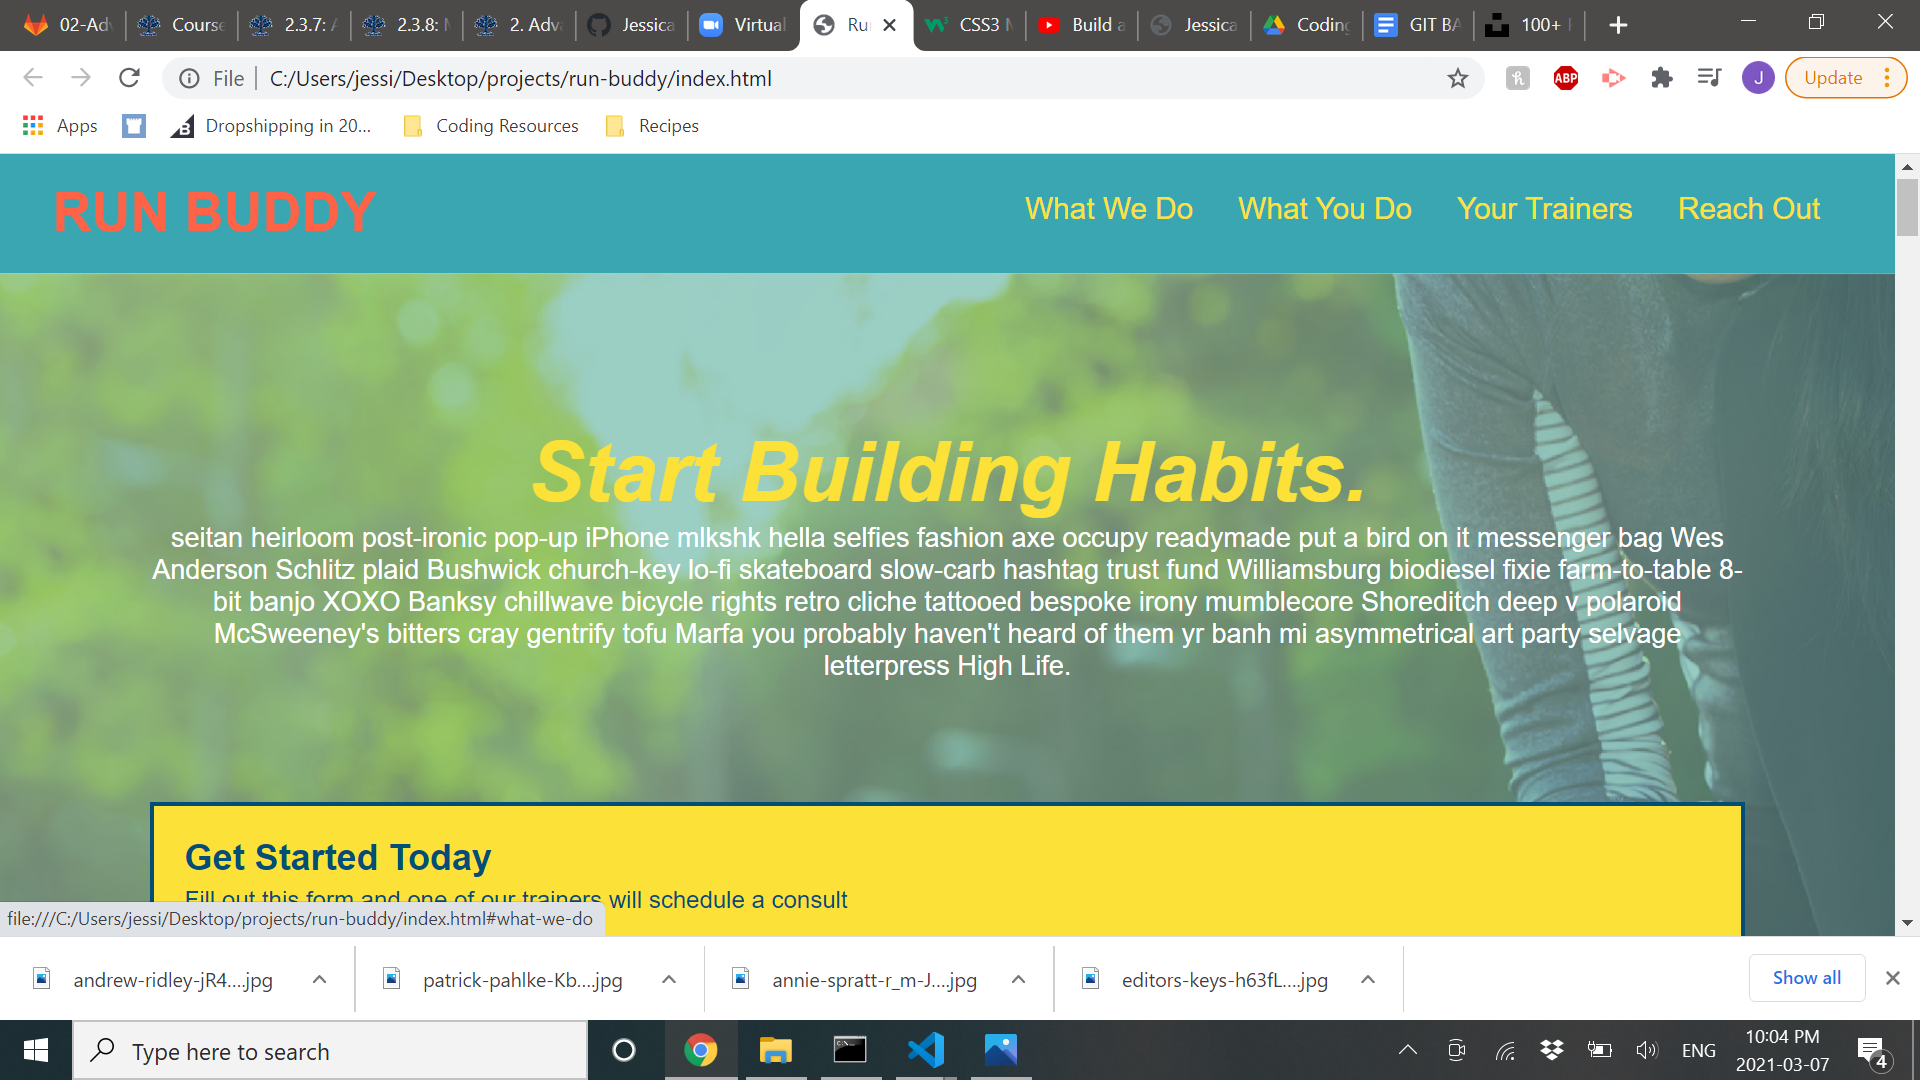 02-Adv
Course
2.3.7: A
2.3.8: M
2. Adva
Jessica
Virtual
Ru
CSS3 M
Build a
Jessica
Coding
GIT BA
100+
File
C:/Users/jessi/Desktop/projects/run-buddy/index.html
ABP
J
Update
Apps
Dropshipping in 20...
Coding Resources
Recipes
RUN BUDDY
What We Do
What You Do
Your Trainers
Reach Out
Start Building Habits.
seitan heirloom post-ironic pop-up iPhone mlkshk hella selfies fashion axe occupy readymade put a bird on it messenger bag Wes
Anderson Schlitz plaid Bushwick church-key lo-fi skateboard slow-carb hashtag trust fund Williamsburg biodiesel fixie farm-to-table 8-
bit banjo XOXO Banksy chillwave bicycle rights retro cliche tattooed bespoke irony mumblecore Shoreditch deep v polaroid
McSweeney's bitters cray gentrify tofu Marfa you probably haven't heard of them yr banh mi asymmetrical art party selvage
letterpress High Life.
Get Started Today
Fill out this form and one of our trainers will schedule a consult
file:///C:/Users/jessi/Desktop/projects/run-buddy/index.html#what-we-do
andrew-ridley-jR4....jpg
patrick-pahlke-Kb....jpg
annie-spratt-r_m-J....jpg
editors-keys-h63fL....jpg
Show all
Type here to search
ENG
10:04 PM
2021-03-07
4